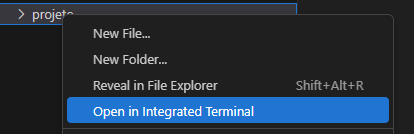 projeto
New File...
New Folder...
Reveal in File Explorer Shift+Alt+R
Open in Integrated Terminal